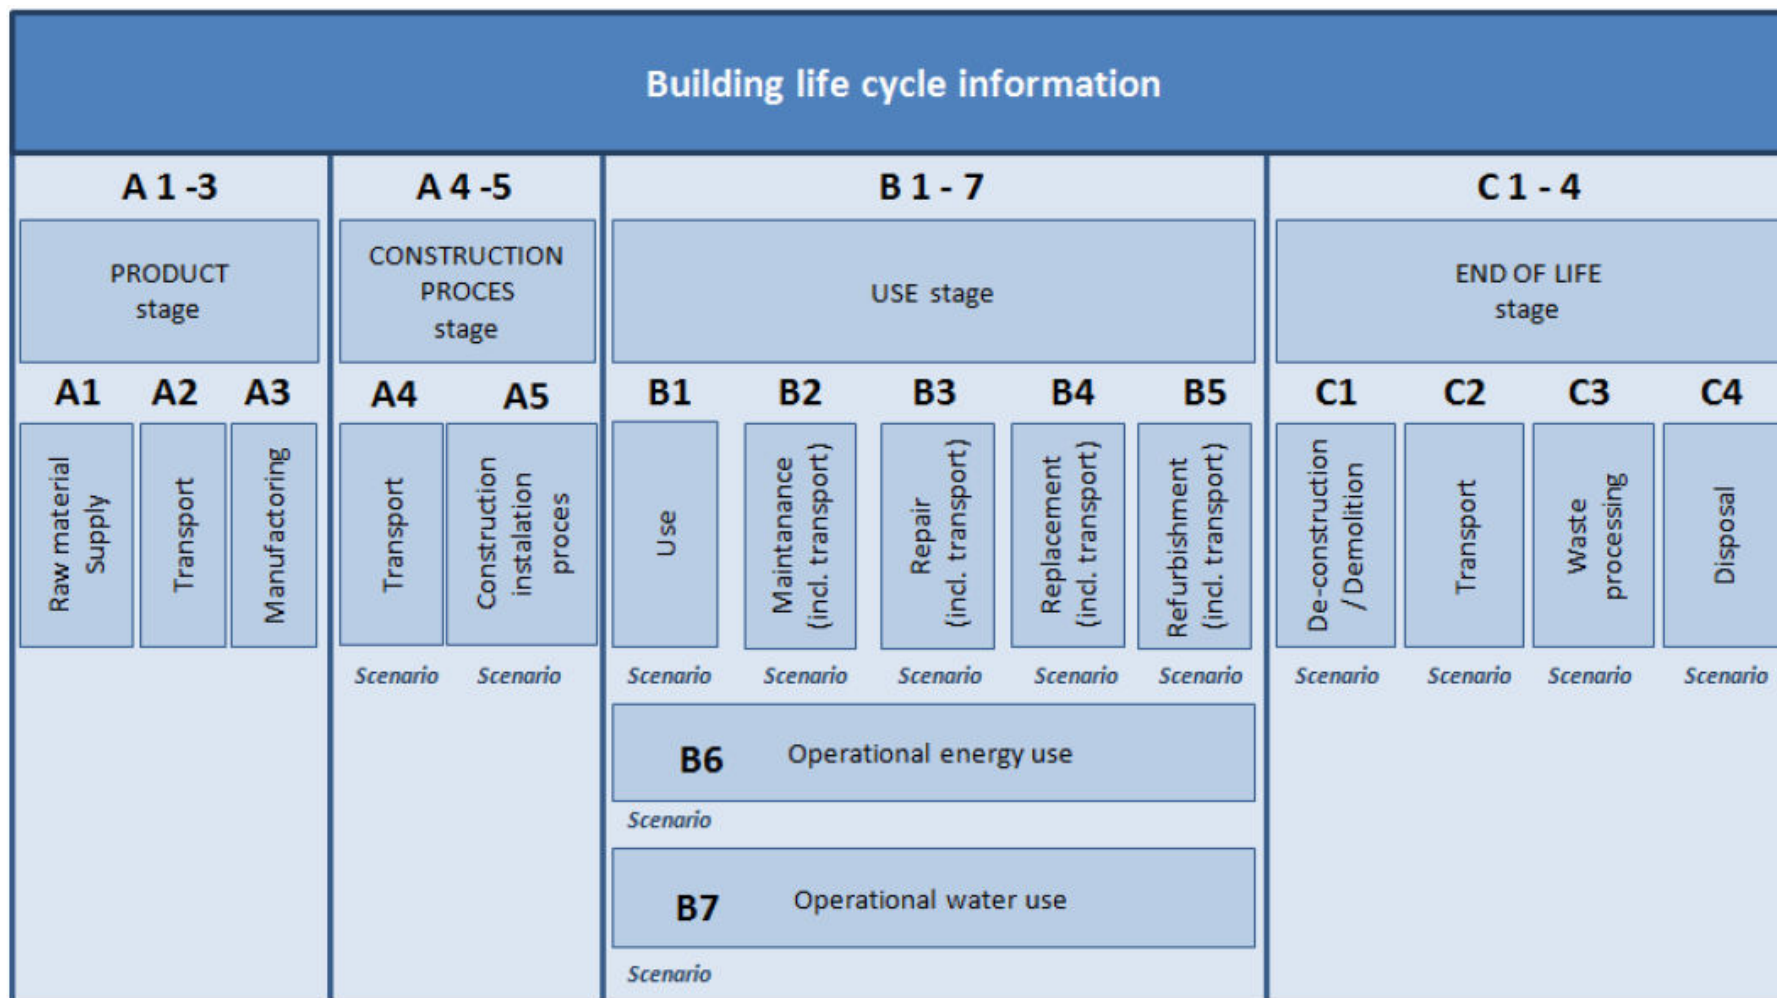 Building life cycle information
A 1 -3
A 4 -5
B 1 - 7
C 1 - 4
PRODUCT
stage
CONSTRUCTION
PROCES
stage
USE stage
END OF LIFE
stage
A1
A2
A3
A4
A5
B1
B2
B3
B4
B5
C1
C2
C3
C4
Raw material
Supply
Transport
Manufactoring
Transport
Construction
instalation
proces
Use
Maintanance
(incl. transport)
Repair
(incl. transport)
Replacement
(incl. transport)
Refurbishment
(incl. transport)
De-construction
/Demolition
Transport
Waste
processing
Disposal
Scenario
Scenario
Scenario
Scenario
Scenario
Scenario
Scenario
Scenario
Scenario
Scenario
Scenario
B6
Operational energy use
Scenario
B7
Operational water use
Scenario